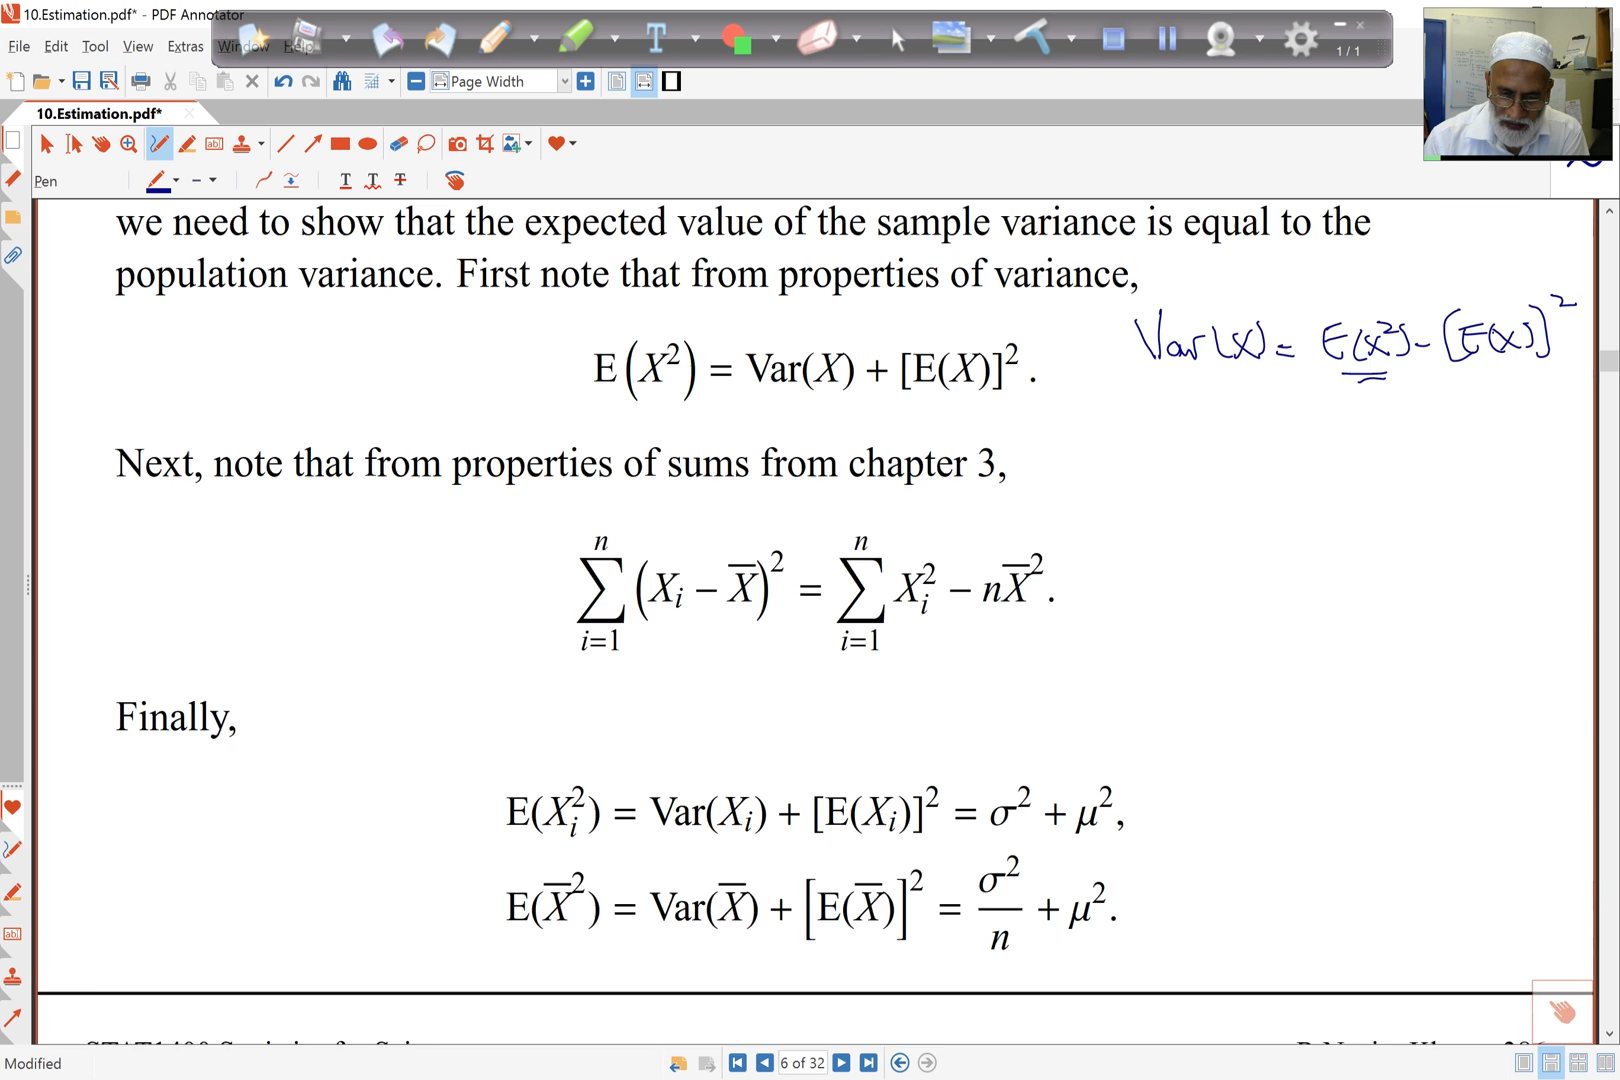 10.Estimation.pdf* - PDF Annotator
File Edit Tool View Extras Window Help
1 / 1
Page Width
10.Estimation.pdf*
Pen
we need to show that the expected value of the sample variance is equal to the
population variance. First note that from properties of variance,
Var(X) = E(X²) - [E(X)]²
E(X²) = Var(X) + [E(X)]².
Next, note that from properties of sums from chapter 3,
∑ⁿᵢ₌₁ (Xᵢ − X̅)² = ∑ⁿᵢ₌₁ Xᵢ² − nX̅².
Finally,
E(Xᵢ²) = Var(Xᵢ) + [E(Xᵢ)]² = σ² + μ²,
E(X̅²) = Var(X̅) + [E(X̅)]² = σ²/n + μ².
Modified
6 of 32